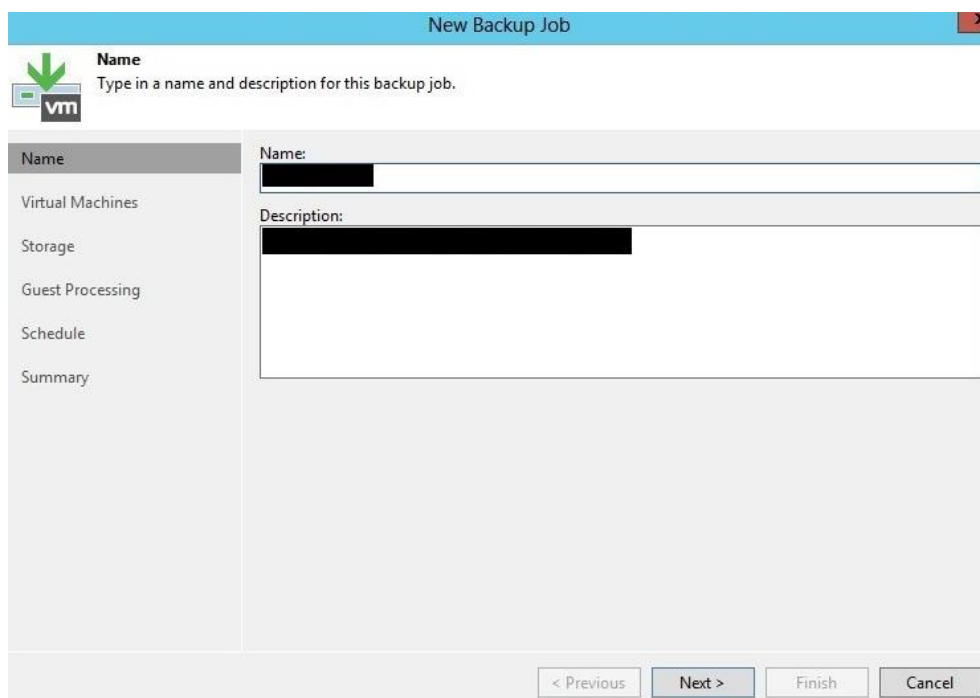 New Backup Job
Name
Type in a name and description for this backup job.
vm
Name
Name:
Virtual Machines
Description:
Storage
Guest Processing
Schedule
Summary
< Previous
Next >
Finish
Cancel